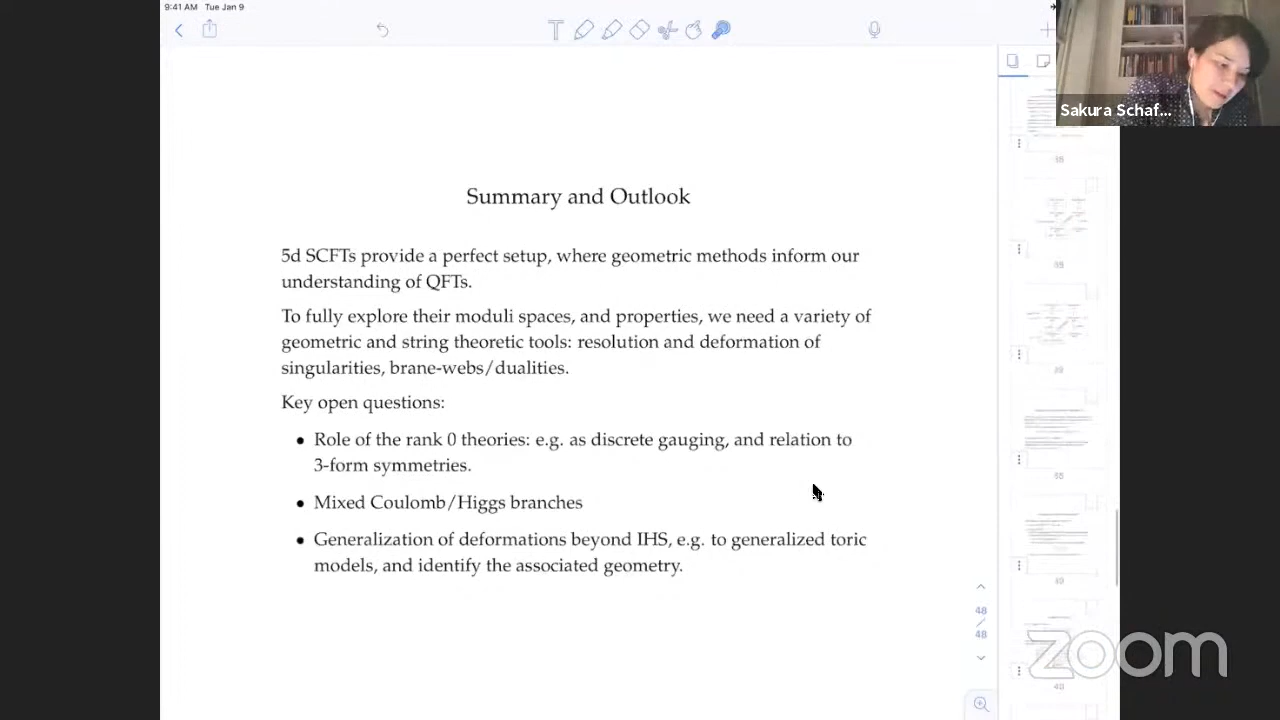 9:41 AM Tue Jan 9
Sakura Schaf...
Summary and Outlook
5d SCFTs provide a perfect setup, where geometric methods inform our
understanding of QFTs.
To fully explore their moduli spaces, and properties, we need a variety of
geometric and string theoretic tools: resolution and deformation of
singularities, brane-webs/dualities.
Key open questions:
• Role of the rank 0 theories: e.g. as discrete gauging, and relation to
3-form symmetries.
• Mixed Coulomb/Higgs branches
• Generalization of deformations beyond IHS, e.g. to generalized toric
models, and identify the associated geometry.
48
/
48
zoom